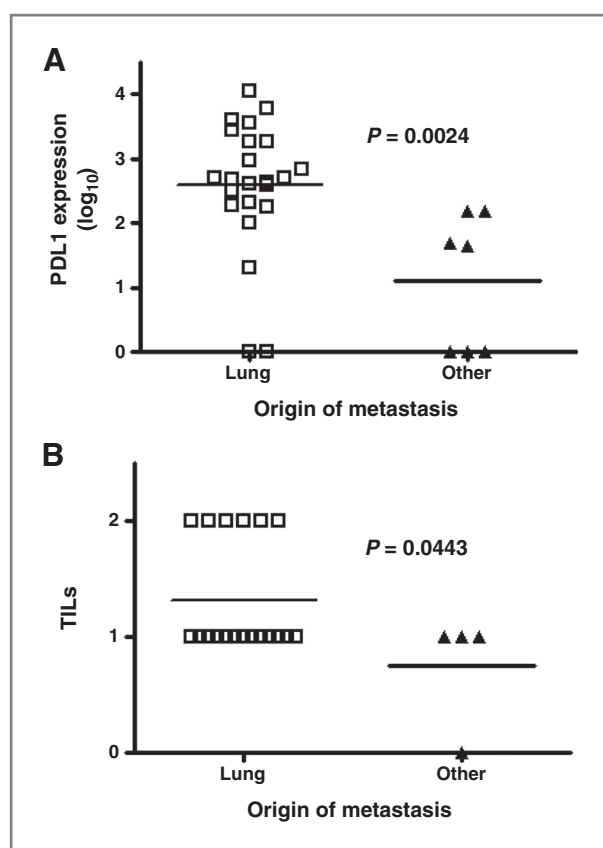 A
PDL1 expression
(log10)
4
3
2
1
0
P = 0.0024
Lung Other
Origin of metastasis
B
TILs
2
1
0
P = 0.0443
Lung Other
Origin of metastasis